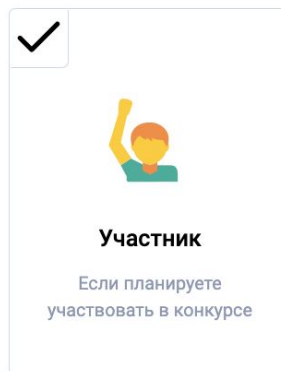 Участник
Если планируете
участвовать в конкурсе